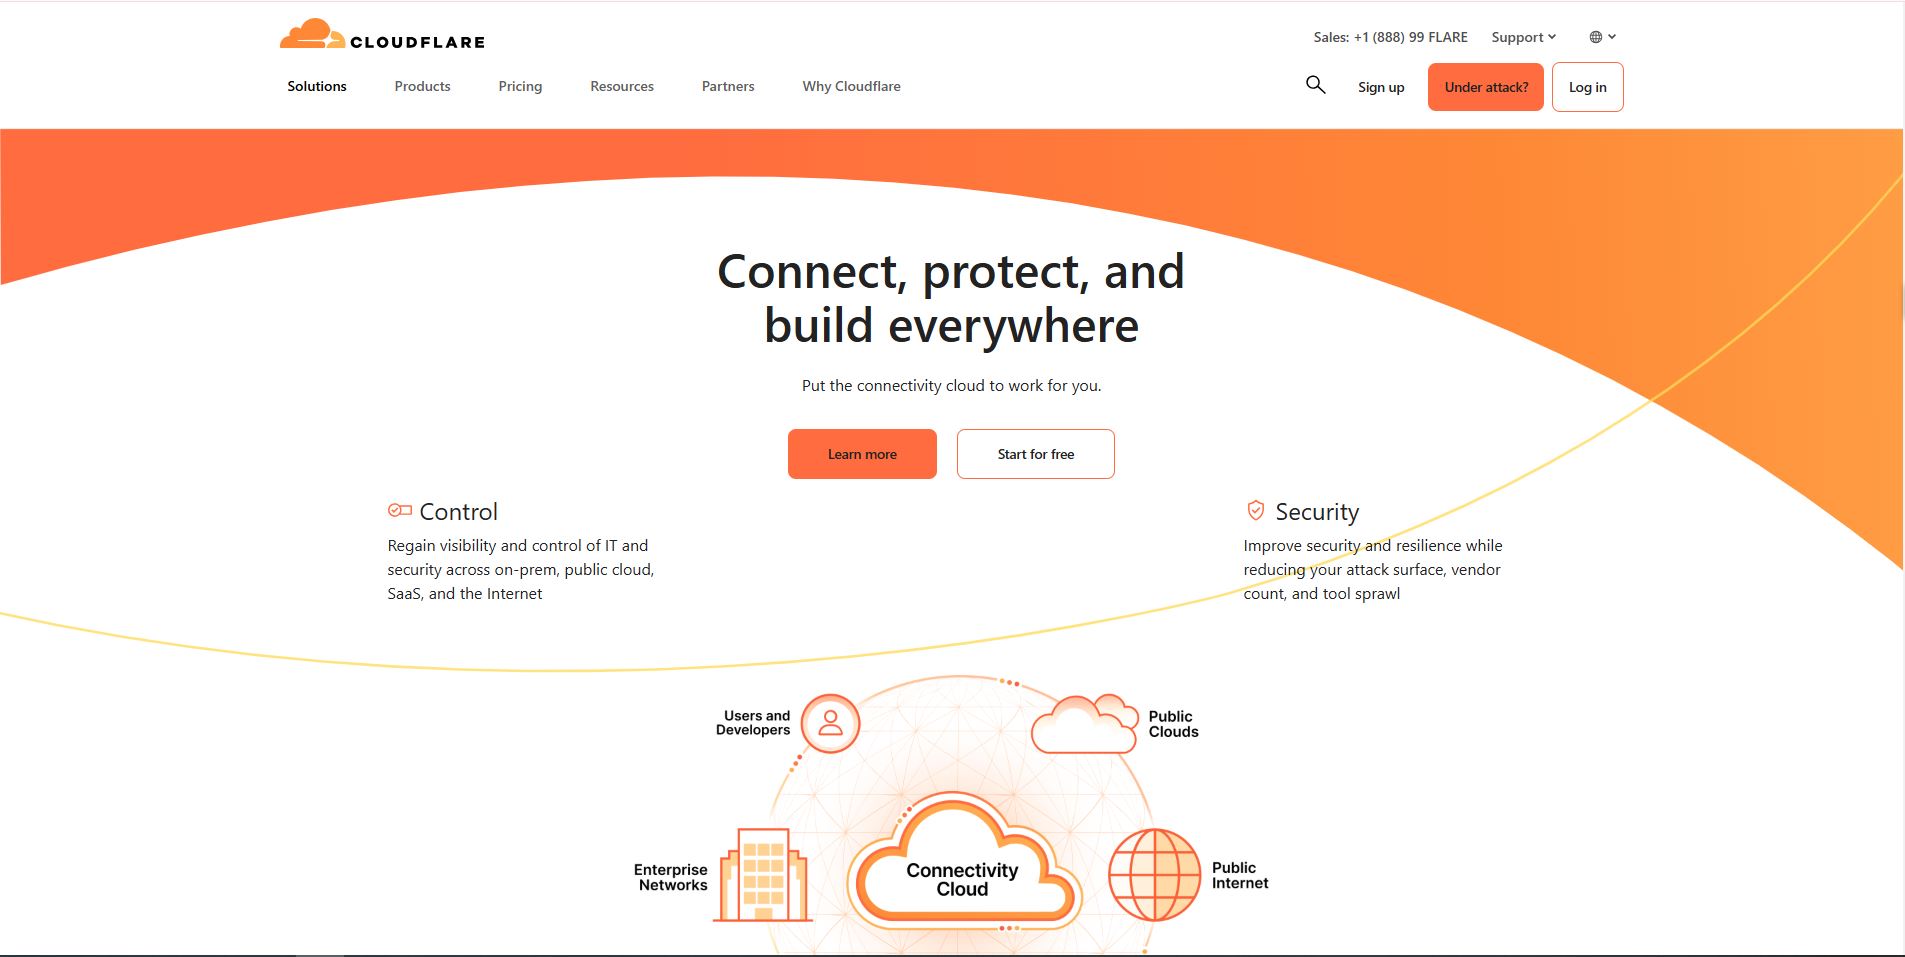 CLOUDFLARE
Sales: +1 (888) 99 FLARE
Support
Solutions
Products
Pricing
Resources
Partners
Why Cloudflare
Sign up
Under attack?
Log in
Connect, protect, and
build everywhere
Put the connectivity cloud to work for you.
Learn more
Start for free
Control
Regain visibility and control of IT and
security across on-prem, public cloud,
SaaS, and the Internet
Security
Improve security and resilience while
reducing your attack surface, vendor
count, and tool sprawl
Users and
Developers
Public
Clouds
Enterprise
Networks
Connectivity
Cloud
Public
Internet